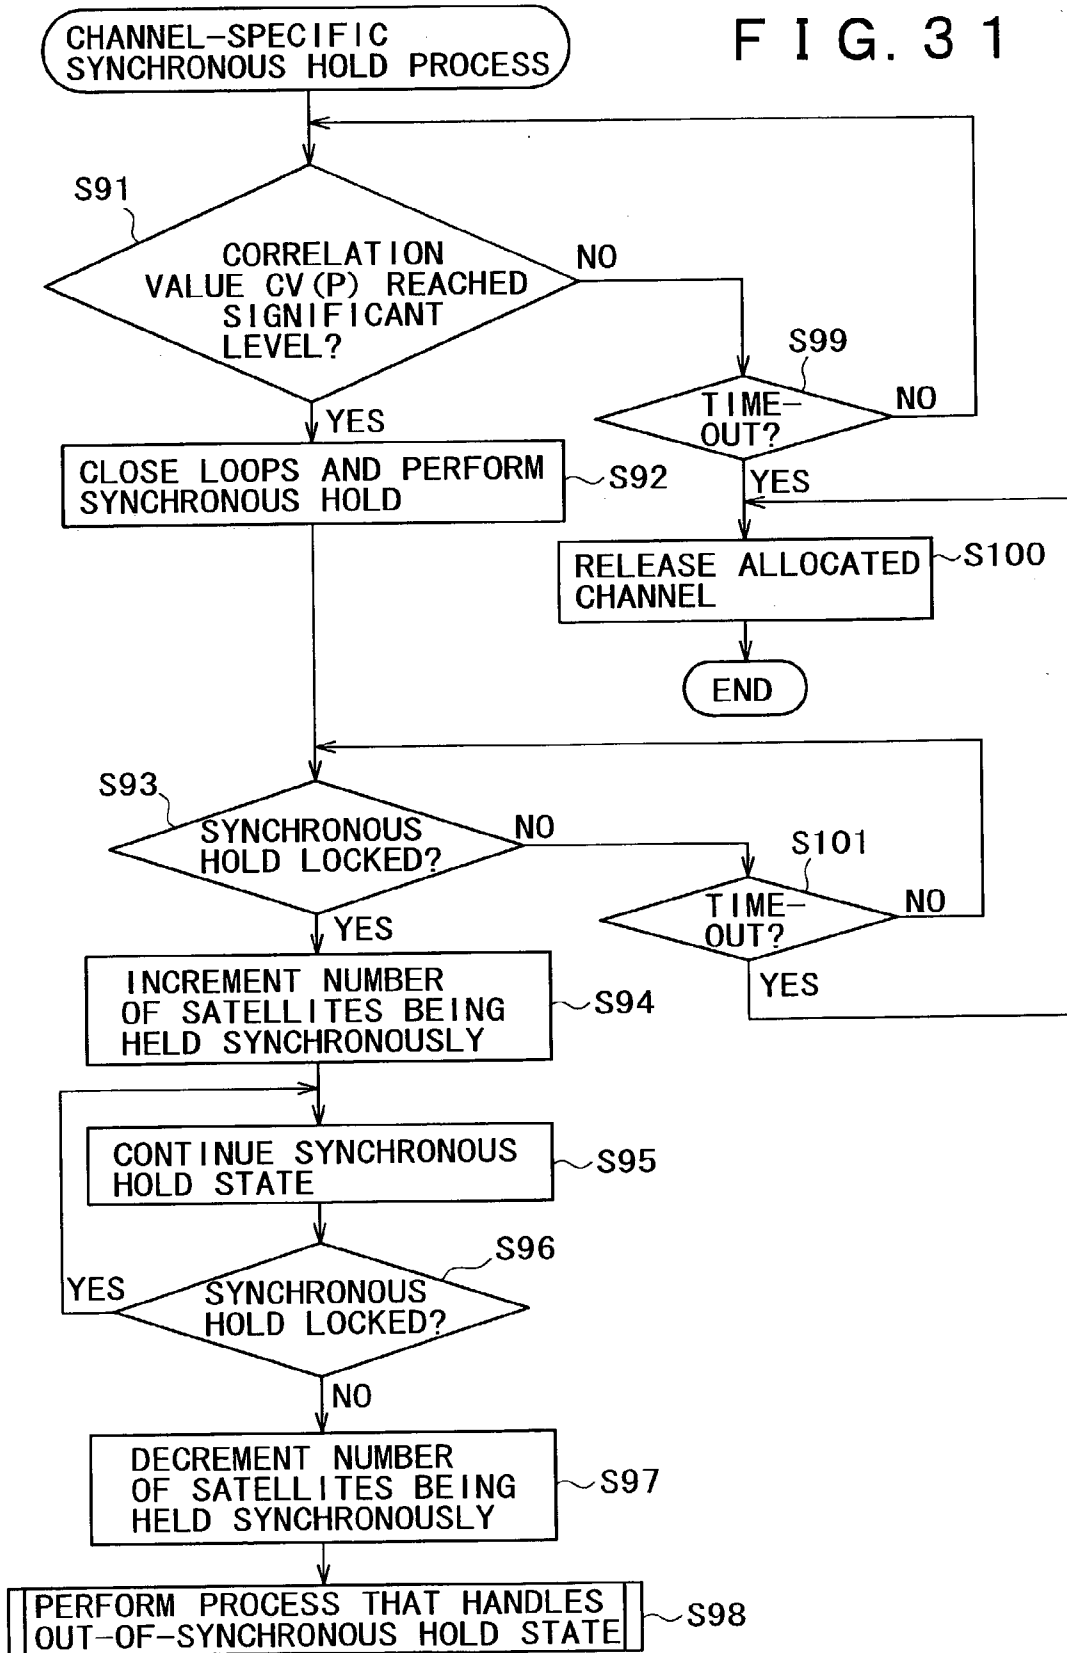 FIG. 31
CHANNEL-SPECIFIC
SYNCHRONOUS HOLD PROCESS
S91
CORRELATION
VALUE CV(P) REACHED
SIGNIFICANT
LEVEL?
NO
YES
S99
TIME-
OUT?
NO
YES
CLOSE LOOPS AND PERFORM
SYNCHRONOUS HOLD
S92
RELEASE ALLOCATED
CHANNEL
S100
END
S93
SYNCHRONOUS
HOLD LOCKED?
NO
YES
S101
TIME-
OUT?
NO
YES
INCREMENT NUMBER
OF SATELLITES BEING
HELD SYNCHRONOUSLY
S94
CONTINUE SYNCHRONOUS
HOLD STATE
S95
S96
SYNCHRONOUS
HOLD LOCKED?
YES
NO
DECREMENT NUMBER
OF SATELLITES BEING
HELD SYNCHRONOUSLY
S97
PERFORM PROCESS THAT HANDLES
OUT-OF-SYNCHRONOUS HOLD STATE
S98